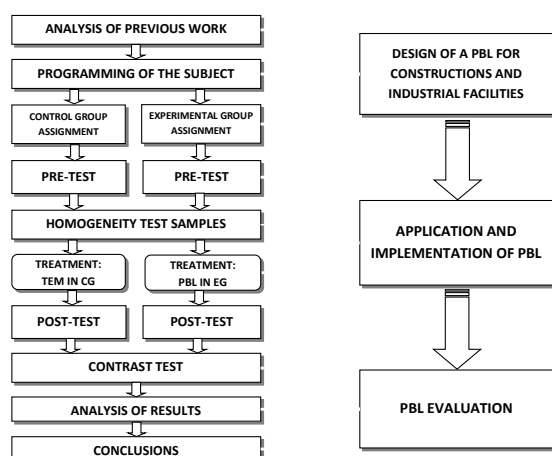 ANALYSIS OF PREVIOUS WORK
PROGRAMMING OF THE SUBJECT
CONTROL GROUP
ASSIGNMENT
EXPERIMENTAL GROUP
ASSIGNMENT
PRE-TEST
PRE-TEST
HOMOGENEITY TEST SAMPLES
TREATMENT:
TEM IN CG
TREATMENT:
PBL IN EG
POST-TEST
POST-TEST
CONTRAST TEST
ANALYSIS OF RESULTS
CONCLUSIONS
DESIGN OF A PBL FOR
CONSTRUCTIONS AND
INDUSTRIAL FACILITIES
APPLICATION AND
IMPLEMENTATION OF PBL
PBL EVALUATION